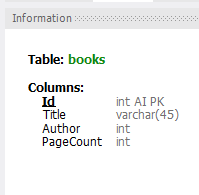 Information
Table: books
Columns:
Id int AI PK
Title varchar(45)
Author int
PageCount int